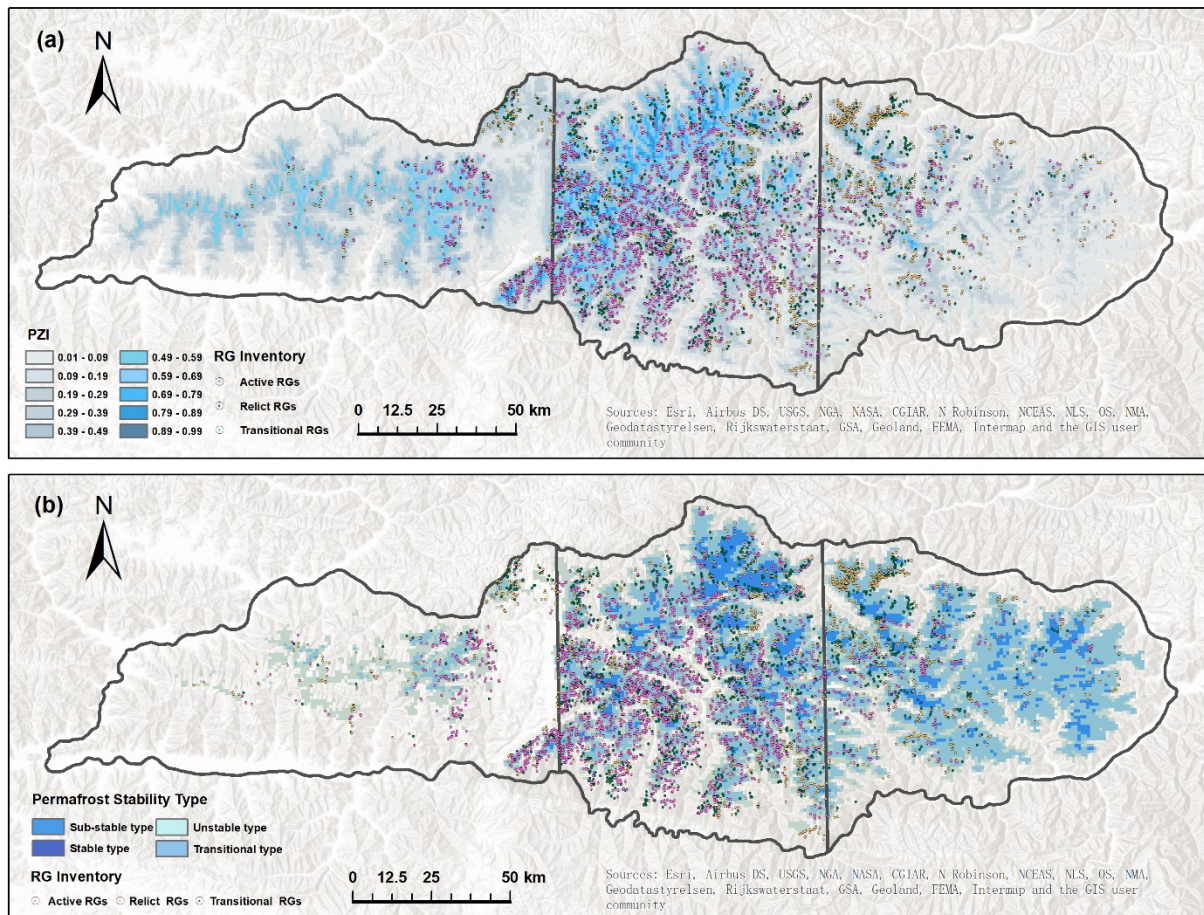 (a)
N
PZI
0.01 - 0.09 0.49 - 0.59
0.09 - 0.19 0.59 - 0.69
0.19 - 0.29 0.69 - 0.79
0.29 - 0.39 0.79 - 0.89
0.39 - 0.49 0.89 - 0.99
RG Inventory
Active RGs
Relict RGs
Transitional RGs
0 12.5 25 50 km
Sources: Esri, Airbus DS, USGS, NGA, NASA, CGIAR, N Robinson, NCEAS, NLS, OS, NMA,
Geodatastyrelsen, Rijkswaterstaat, GSA, Geoland, FEMA, Intermap and the GIS user
community
(b)
N
Permafrost Stability Type
Sub-stable type Unstable type
Stable type Transitional type
RG Inventory
Active RGs Relict RGs Transitional RGs
0 12.5 25 50 km
Sources: Esri, Airbus DS, USGS, NGA, NASA, CGIAR, N Robinson, NCEAS, NLS, OS, NMA,
Geodatastyrelsen, Rijkswaterstaat, GSA, Geoland, FEMA, Intermap and the GIS user
community